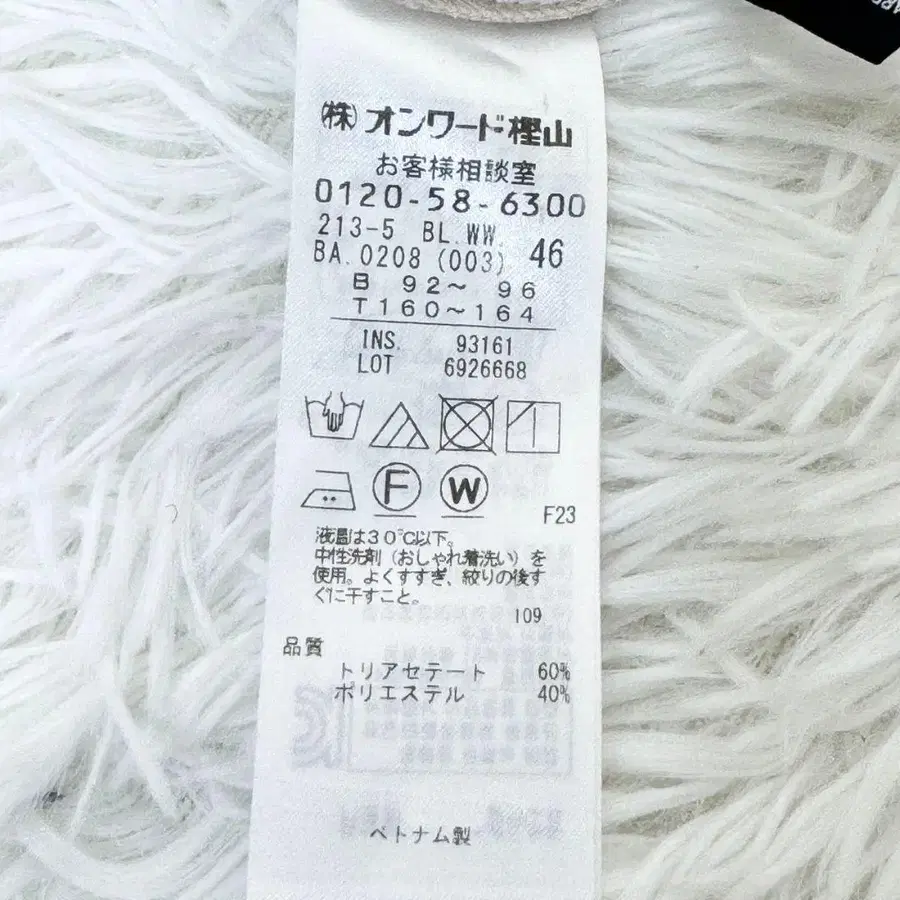 ㈱オンワード樫山
お客様相談室
0120-58-6300
213-5 BL.WW. 46
BA.0208 (003)
B 92～ 96
T160～164
INS. 93161
LOT 6926668
F W
F23
液温は30℃以下。
中性洗剤（おしゃれ着洗い）を
使用。よくすすぎ、絞りの後す
ぐに干すこと。
109
品質
トリアセテート 60%
ポリエステル 40%
ベトナム製